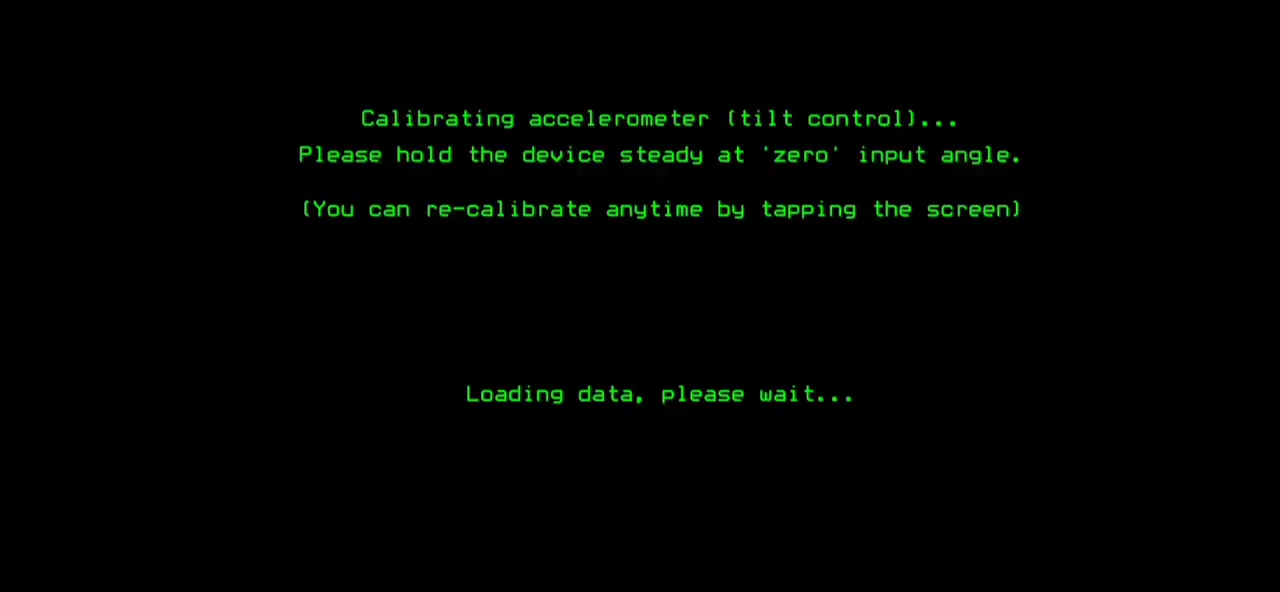 Calibrating accelerometer (tilt control)...
Please hold the device steady at 'zero' input angle.
(You can re-calibrate anytime by tapping the screen)
Loading data, please wait...